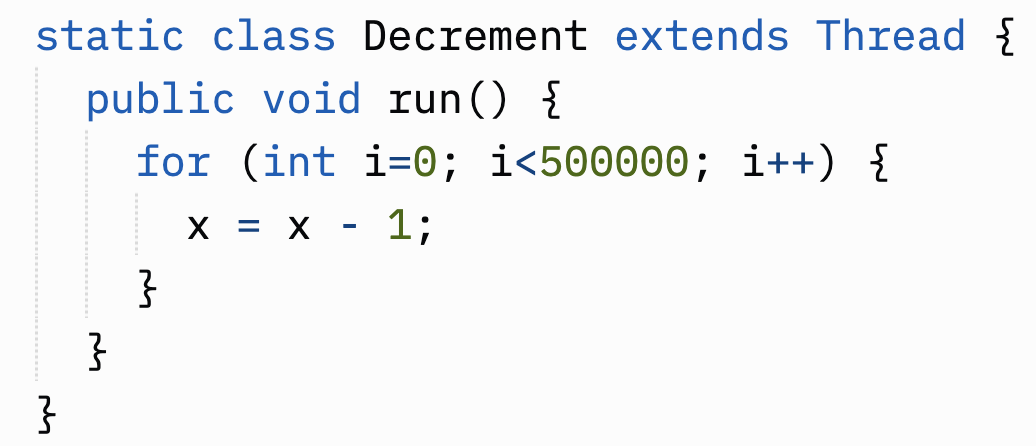 static class Decrement extends Thread {
  public void run() {
    for (int i=0; i<500000; i++) {
      x = x - 1;
    }
  }
}